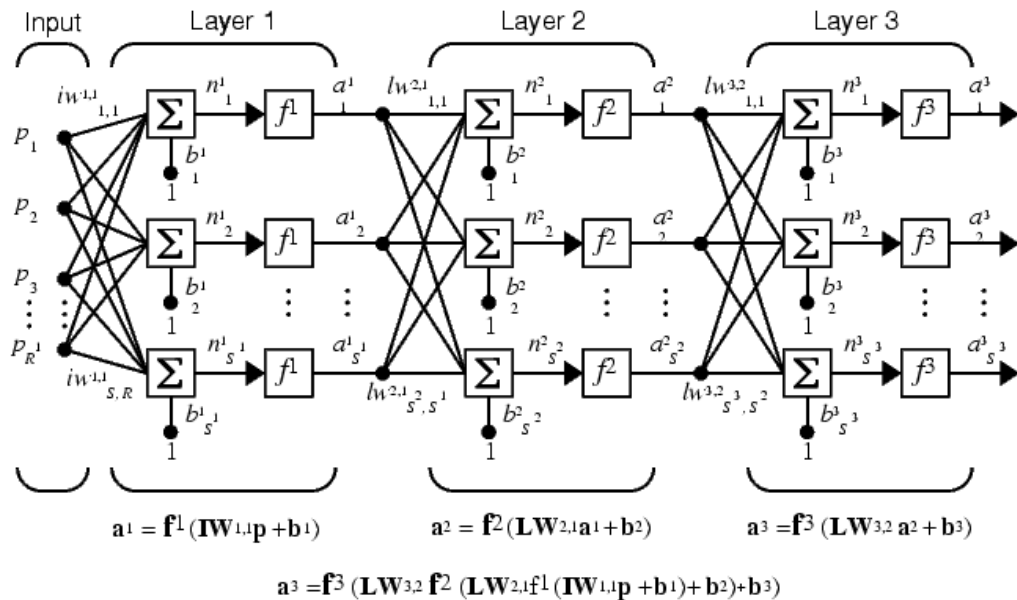 Input Layer 1 Layer 2 Layer 3
iw1,1 1,1 n1 1 a1 1 lw2,1 1,1 n2 1 a2 1 lw3,2 1,1 n3 1 a3 1
Σ f1 Σ f2 Σ f3
p1
b1 1 b2 1 b3 1
1 1 1
p2
n1 2 a1 2 n2 2 a2 2 n3 2 a3 2
Σ f1 Σ f2 Σ f3
p3
b1 2 b2 2 b3 2
1 1 1
pR1
n1 s1 a1 s1 n2 s2 a2 s2 n3 s3 a3 s3
Σ f1 Σ f2 Σ f3
iw1,1 s,R lw2,1 s2,s1 lw3,2 s3,s2
b1 s1 b2 s2 b3 s3
1 1 1
a1 = f1 (IW1,1p + b1) a2 = f2 (LW2,1a1 + b2) a3 = f3 (LW3,2 a2 + b3)
a3 = f3 (LW3,2 f2 (LW2,1f1 (IW1,1p + b1) + b2) + b3)